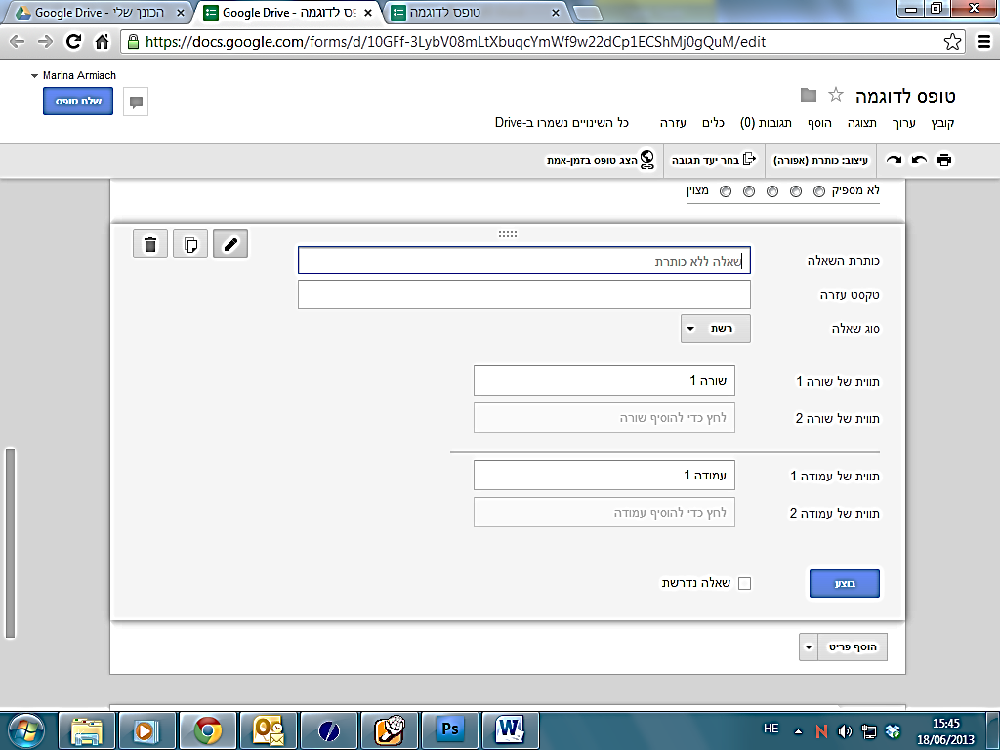 הכונן שלי - Google Drive
פס לדוגמה - Google Drive
טופס לדוגמה
https://docs.google.com/forms/d/10GFf-3LybV08mLtXbuqcYmWf9w22dCp1ECShMj0gQuM/edit
Marina Armiach
טופס לדוגמה
שלח טופס
קובץ ערוך תצוגה הוסף תגובות (0) כלים עזרה כל השינויים נשמרו ב-Drive
עיצוב: כותרת (אפורה) בחר יעד תגובה הצג טופס בזמן-אמת
לא מספיק מצוין
כותרת השאלה שאלה ללא כותרת
טקסט עזרה
סוג שאלה רשת
תווית של שורה 1 שורה 1
תווית של שורה 2 לחץ כדי להוסיף שורה
תווית של עמודה 1 עמודה 1
תווית של עמודה 2 לחץ כדי להוסיף עמודה
בוצע שאלה נדרשת
הוסף פריט
Ps
W
HE
N
15:45
18/06/2013